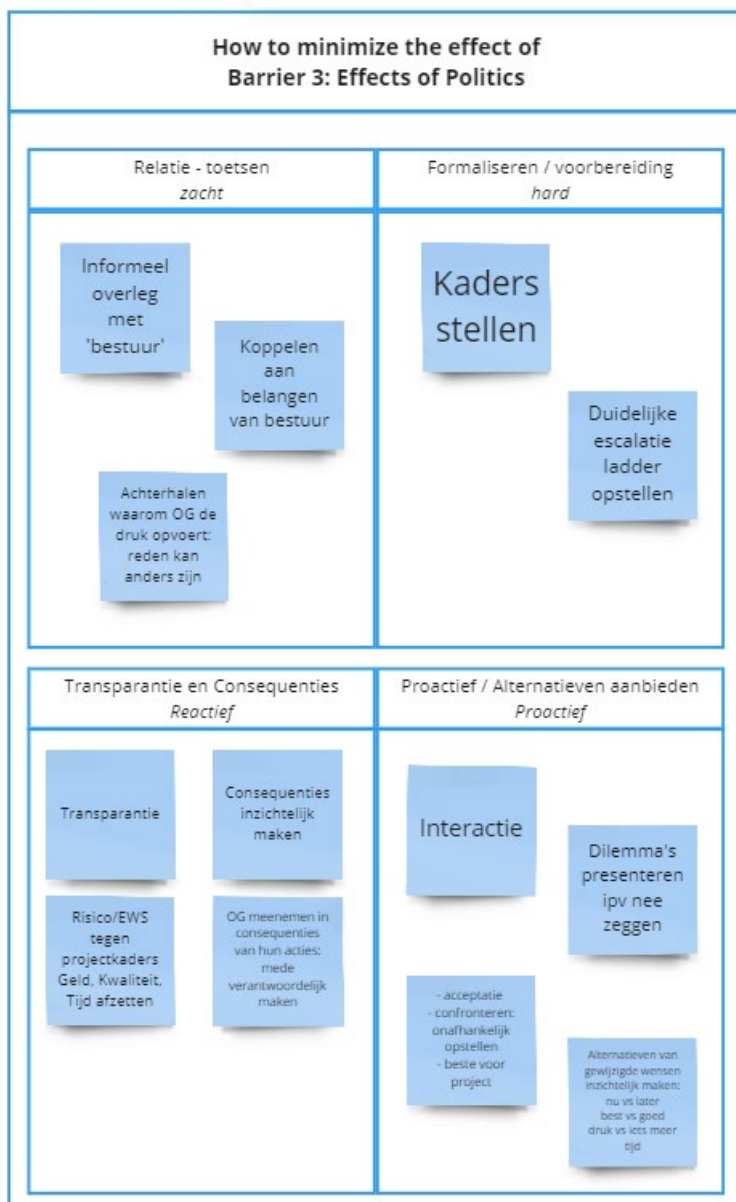 How to minimize the effect of
Barrier 3: Effects of Politics
Relatie - toetsen
zacht
Informeel
overleg
met
'bestuur'
Koppelen
aan
belangen
van bestuur
Achterhalen
waarom OG de
druk opvoert:
reden kan
anders zijn
Formaliseren / voorbereiding
hard
Kaders
stellen
Duidelijke
escalatie
ladder
opstellen
Transparantie en Consequenties
Reactief
Transparantie
Consequenties
inzichtelijk
maken
Risico/EWS
tegen
projectkaders
Geld, Kwaliteit,
Tijd afzetten
OG meenemen in
consequenties
van hun acties:
mede
verantwoordelijk
maken
Proactief / Alternatieven aanbieden
Proactief
Interactie
Dilemma's
presenteren
ipv nee
zeggen
- acceptatie
- confronteren:
onafhankelijk
opstellen
- beste voor
project
Alternatieven van
gewijzigde wensen
inzichtelijk maken:
nu vs later
best vs goed
druk vs iets meer
tijd